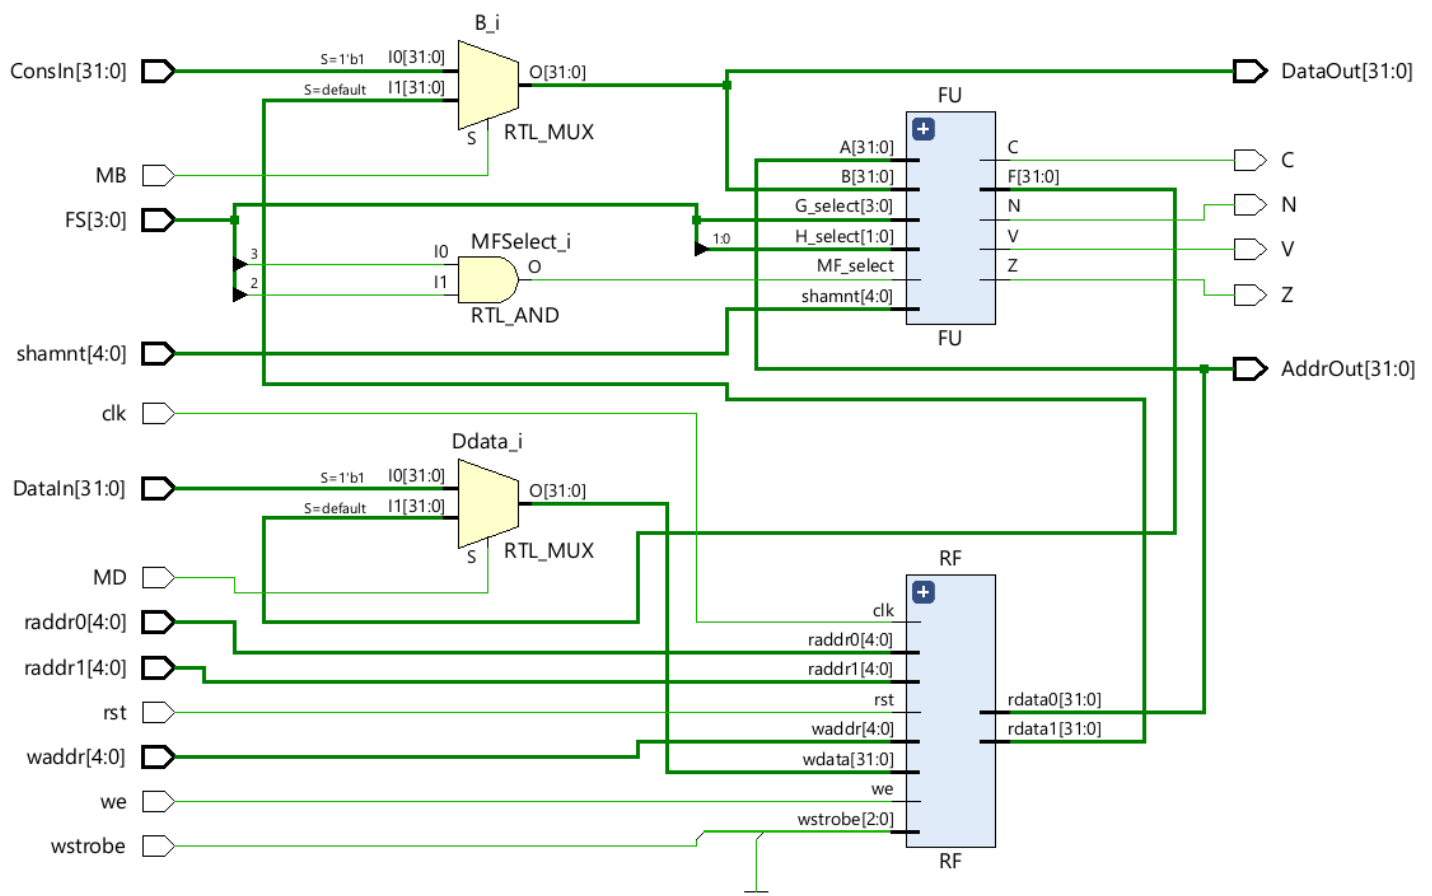 B_i
ConsIn[31:0]
S=1'b1
I0[31:0]
S=default
I1[31:0]
O[31:0]
S
RTL_MUX
DataOut[31:0]
MB
FS[3:0]
3
2
MFSelect_i
I0
I1
O
RTL_AND
1:0
FU
A[31:0]
B[31:0]
G_select[3:0]
H_select[1:0]
MF_select
shamnt[4:0]
C
F[31:0]
N
V
Z
FU
C
N
V
Z
shamnt[4:0]
AddrOut[31:0]
clk
Ddata_i
DataIn[31:0]
S=1'b1
I0[31:0]
S=default
I1[31:0]
O[31:0]
S
RTL_MUX
MD
raddr0[4:0]
raddr1[4:0]
rst
waddr[4:0]
we
wstrobe
RF
clk
raddr0[4:0]
raddr1[4:0]
rst
waddr[4:0]
wdata[31:0]
we
wstrobe[2:0]
rdata0[31:0]
rdata1[31:0]
RF